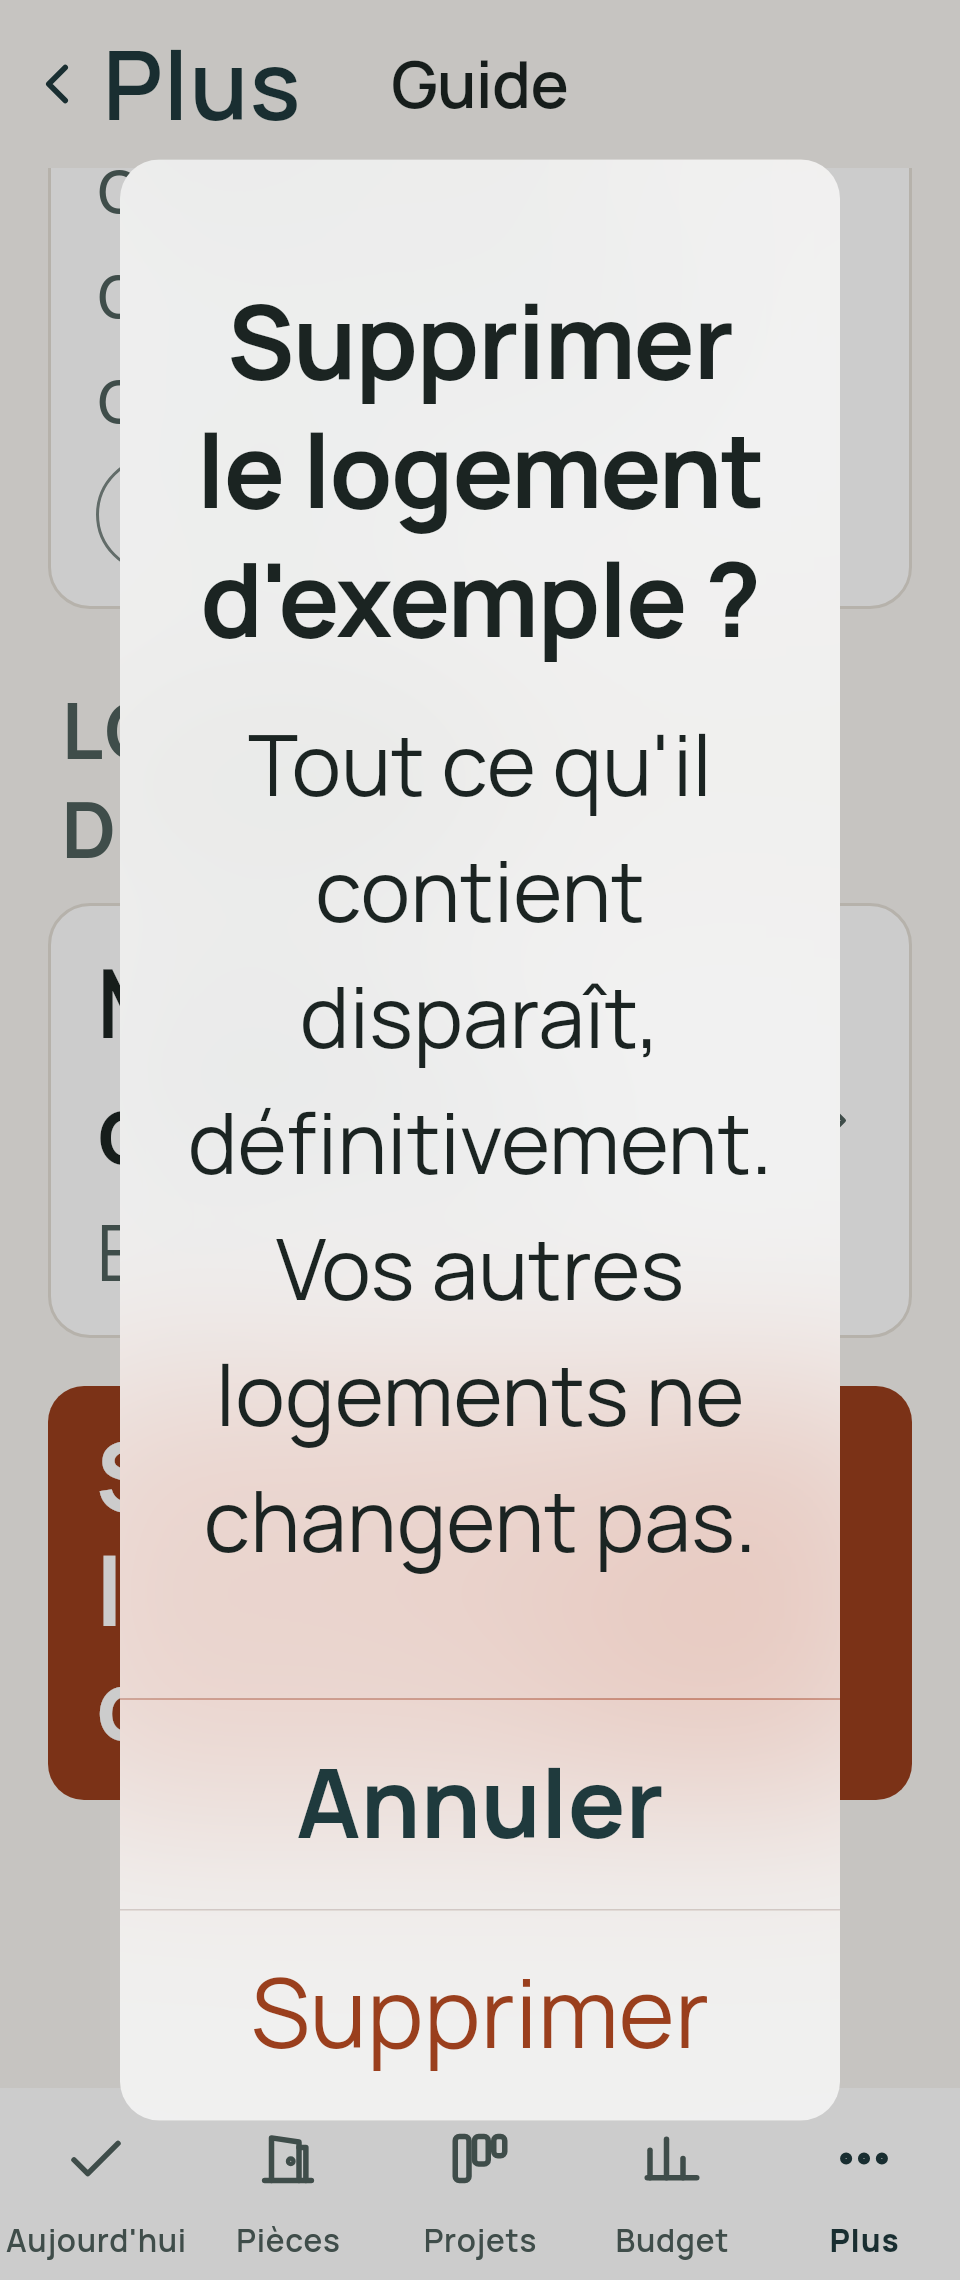 Plus
Guide
Supprimer
le logement
d'exemple ?
Tout ce qu'il
contient
disparaît,
définitivement.
Vos autres
logements ne
changent pas.
Annuler
Supprimer
Aujourd'hui
Pièces
Projets
Budget
Plus